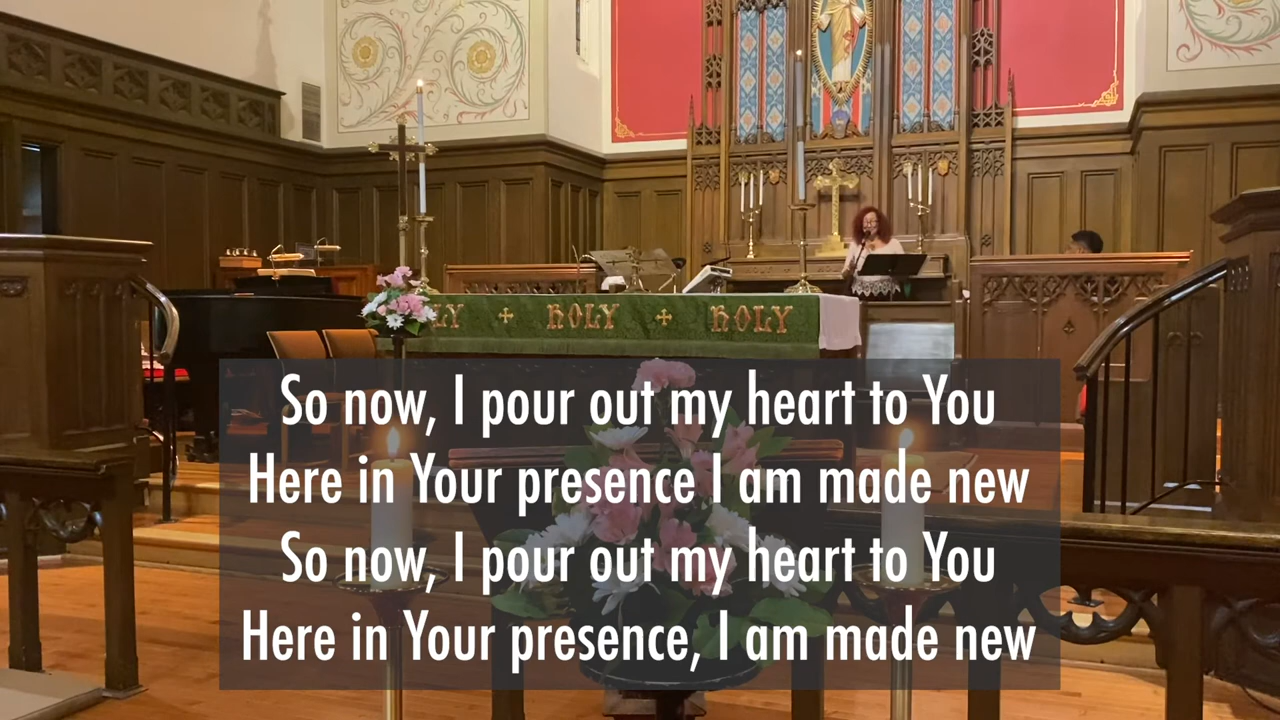 LY HOLY HOLY
So now, I pour out my heart to You
Here in Your presence I am made new
So now, I pour out my heart to You
Here in Your presence, I am made new